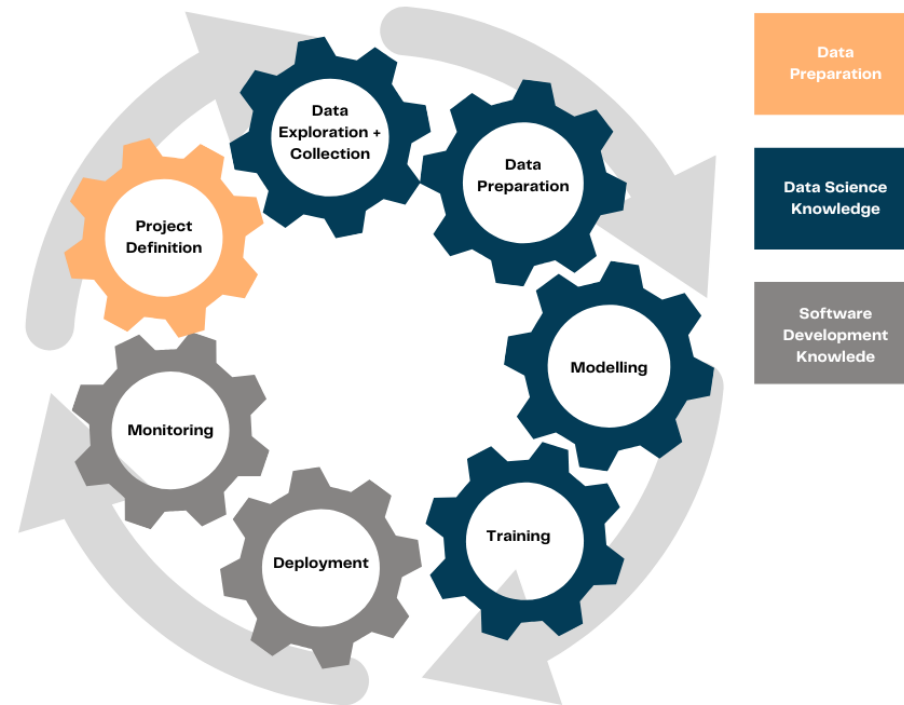 Data
Exploration +
Collection
Data
Preparation
Modelling
Training
Deployment
Monitoring
Project
Definition
Data
Preparation
Data Science
Knowledge
Software
Development
Knowlede